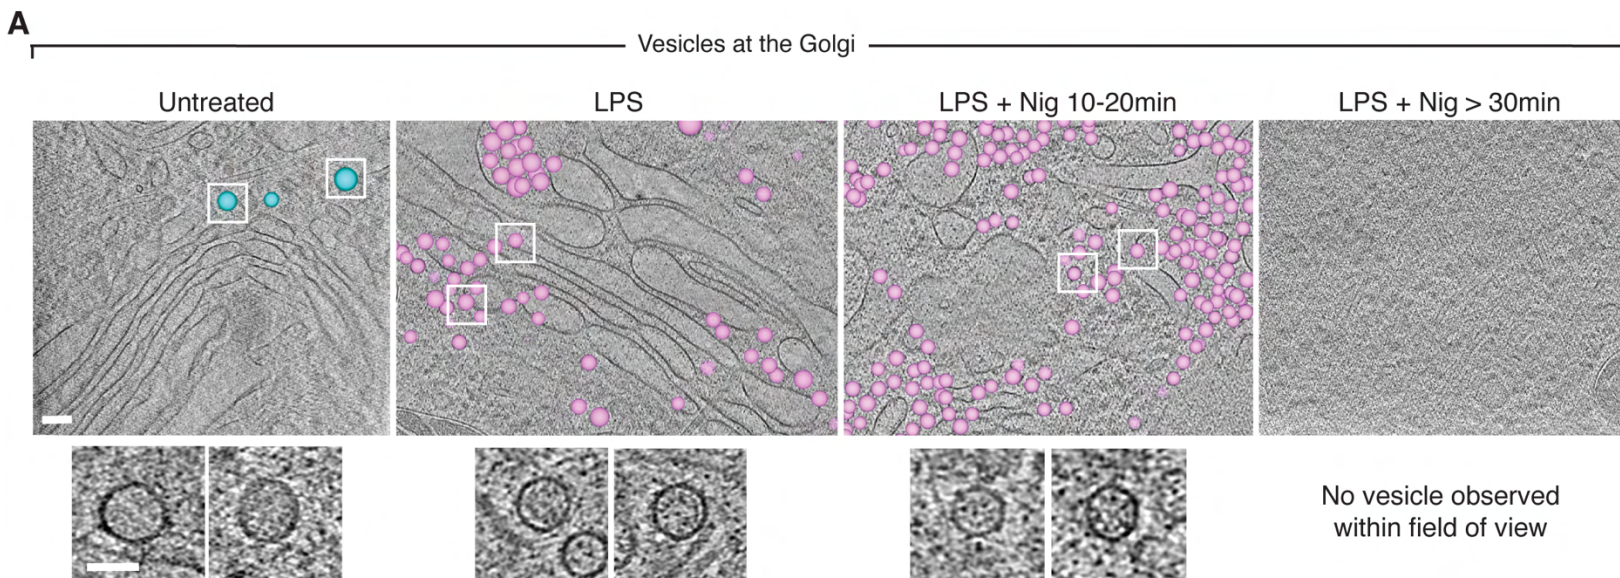 A
Vesicles at the Golgi
Untreated
LPS
LPS + Nig 10-20min
LPS + Nig > 30min
No vesicle observed
within field of view